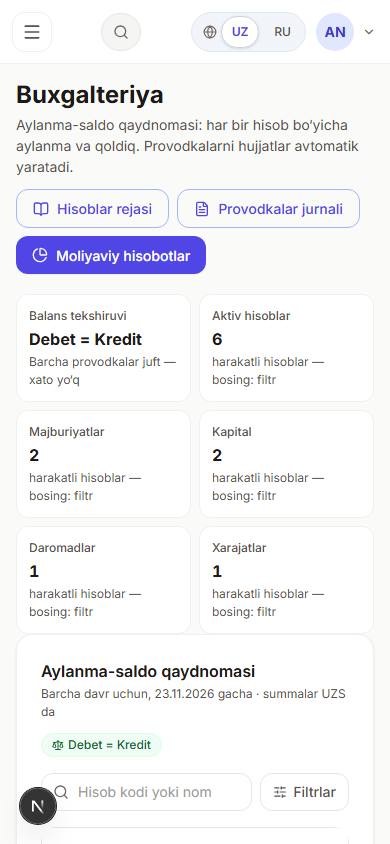 UZ RU AN
Buxgalteriya
Aylanma-saldo qaydnomasi: har bir hisob bo‘yicha
aylanma va qoldiq. Provodkalarni hujjatlar avtomatik
yaratadi.
Hisoblar rejasi Provodkalar jurnali
Moliyaviy hisobotlar
Balans tekshiruvi
Debet = Kredit
Barcha provodkalar juft —
xato yo‘q
Aktiv hisoblar
6
harakatli hisoblar —
bosing: filtr
Majburiyatlar
2
harakatli hisoblar —
bosing: filtr
Kapital
2
harakatli hisoblar —
bosing: filtr
Daromadlar
1
harakatli hisoblar —
bosing: filtr
Xarajatlar
1
harakatli hisoblar —
bosing: filtr
Aylanma-saldo qaydnomasi
Barcha davr uchun, 23.11.2026 gacha · summalar UZS
da
Debet = Kredit
Hisob kodi yoki nom Filtrlar
N